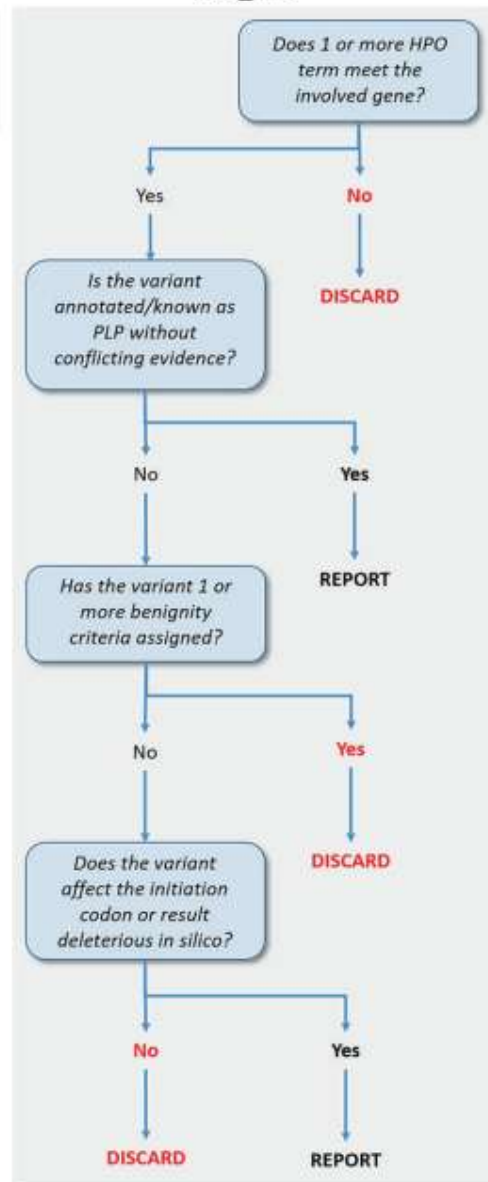 Does 1 or more HPO
term meet the
involved gene?
Yes
No
DISCARD
Is the variant
annotated/known as
PLP without
conflicting evidence?
No
Yes
REPORT
Has the variant 1 or
more benignity
criteria assigned?
No
Yes
DISCARD
Does the variant
affect the initiation
codon or result
deleterious in silico?
No
Yes
DISCARD
REPORT